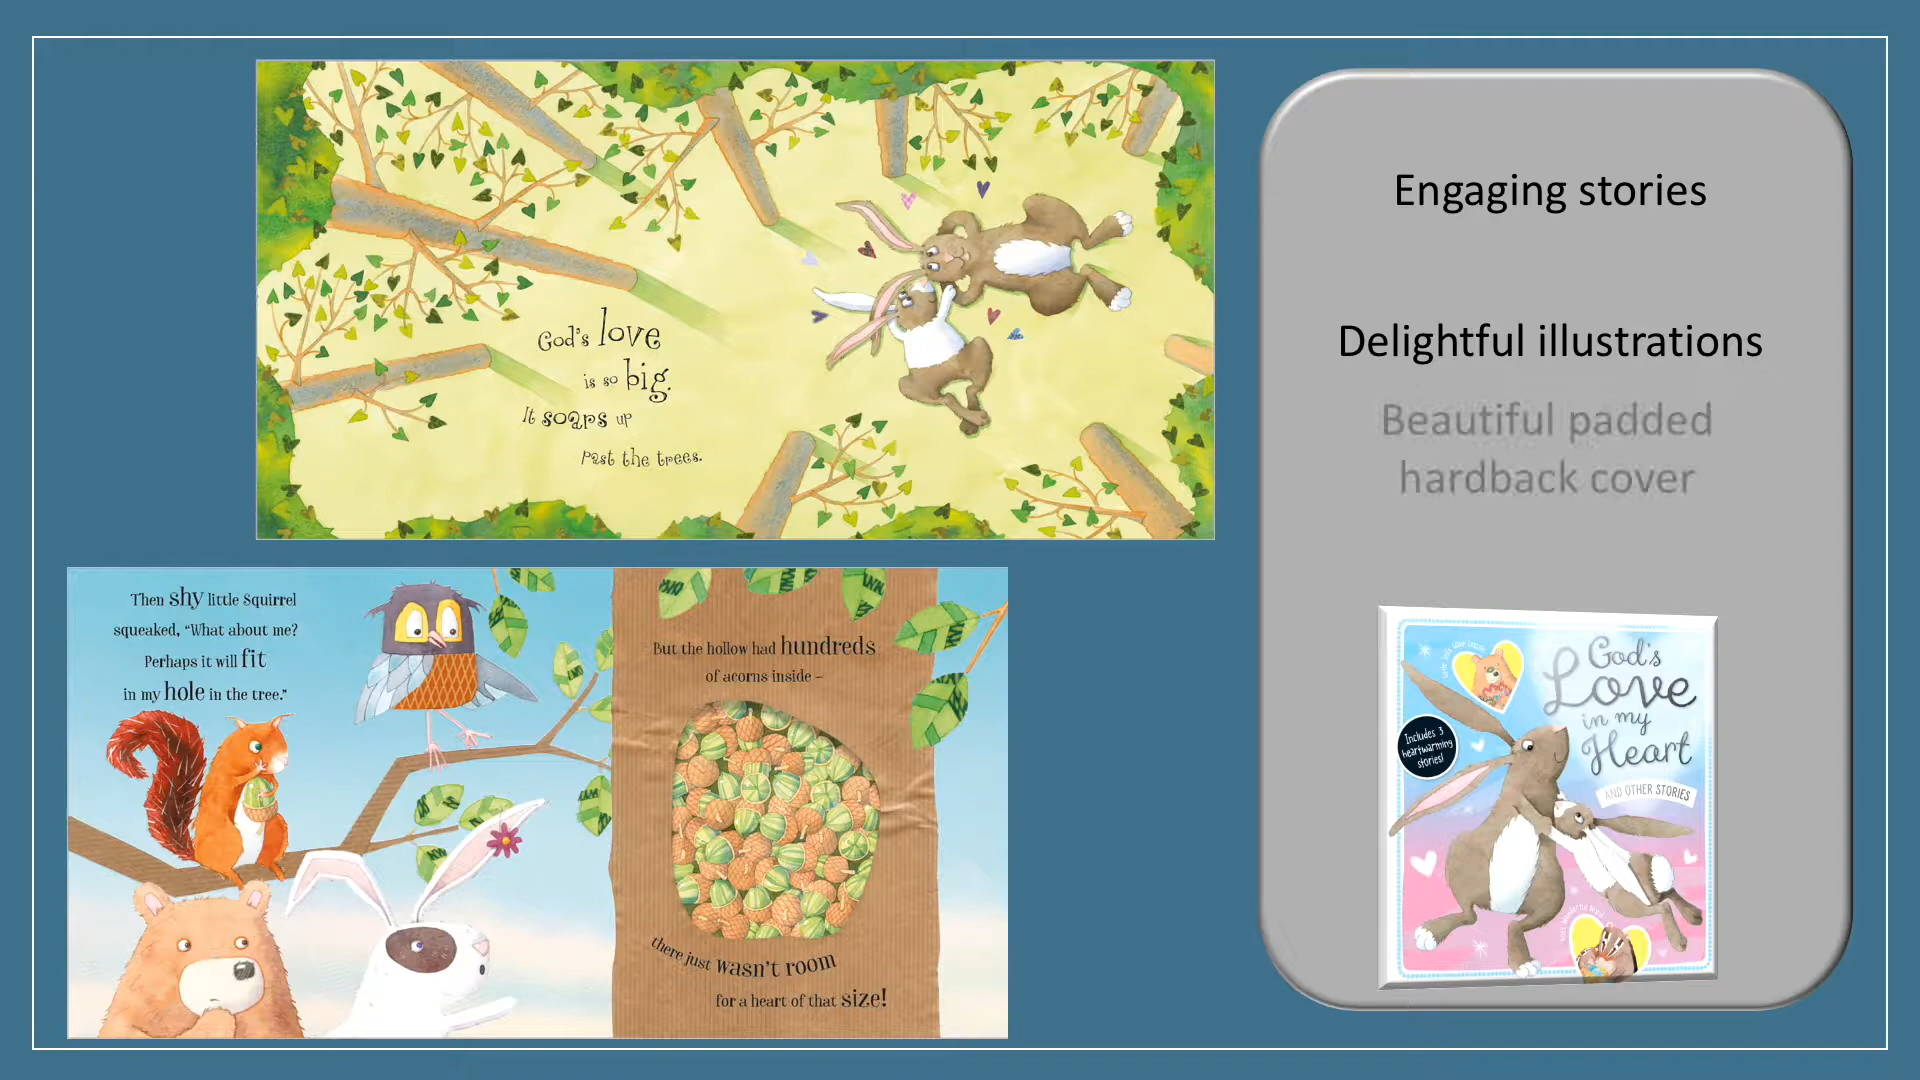 God's love
is so big.
It soars up
past the trees.
Then shy little Squirrel
squeaked, “What about me?
Perhaps it will fit
in my hole in the tree.”
But the hollow had hundreds
of acorns inside –
there just wasn't room
for a heart of that size!
Engaging stories
Delightful illustrations
Beautiful padded
hardback cover
God's
Love
in my
Heart
AND OTHER STORIES
Includes 3
heartwarming
stories!